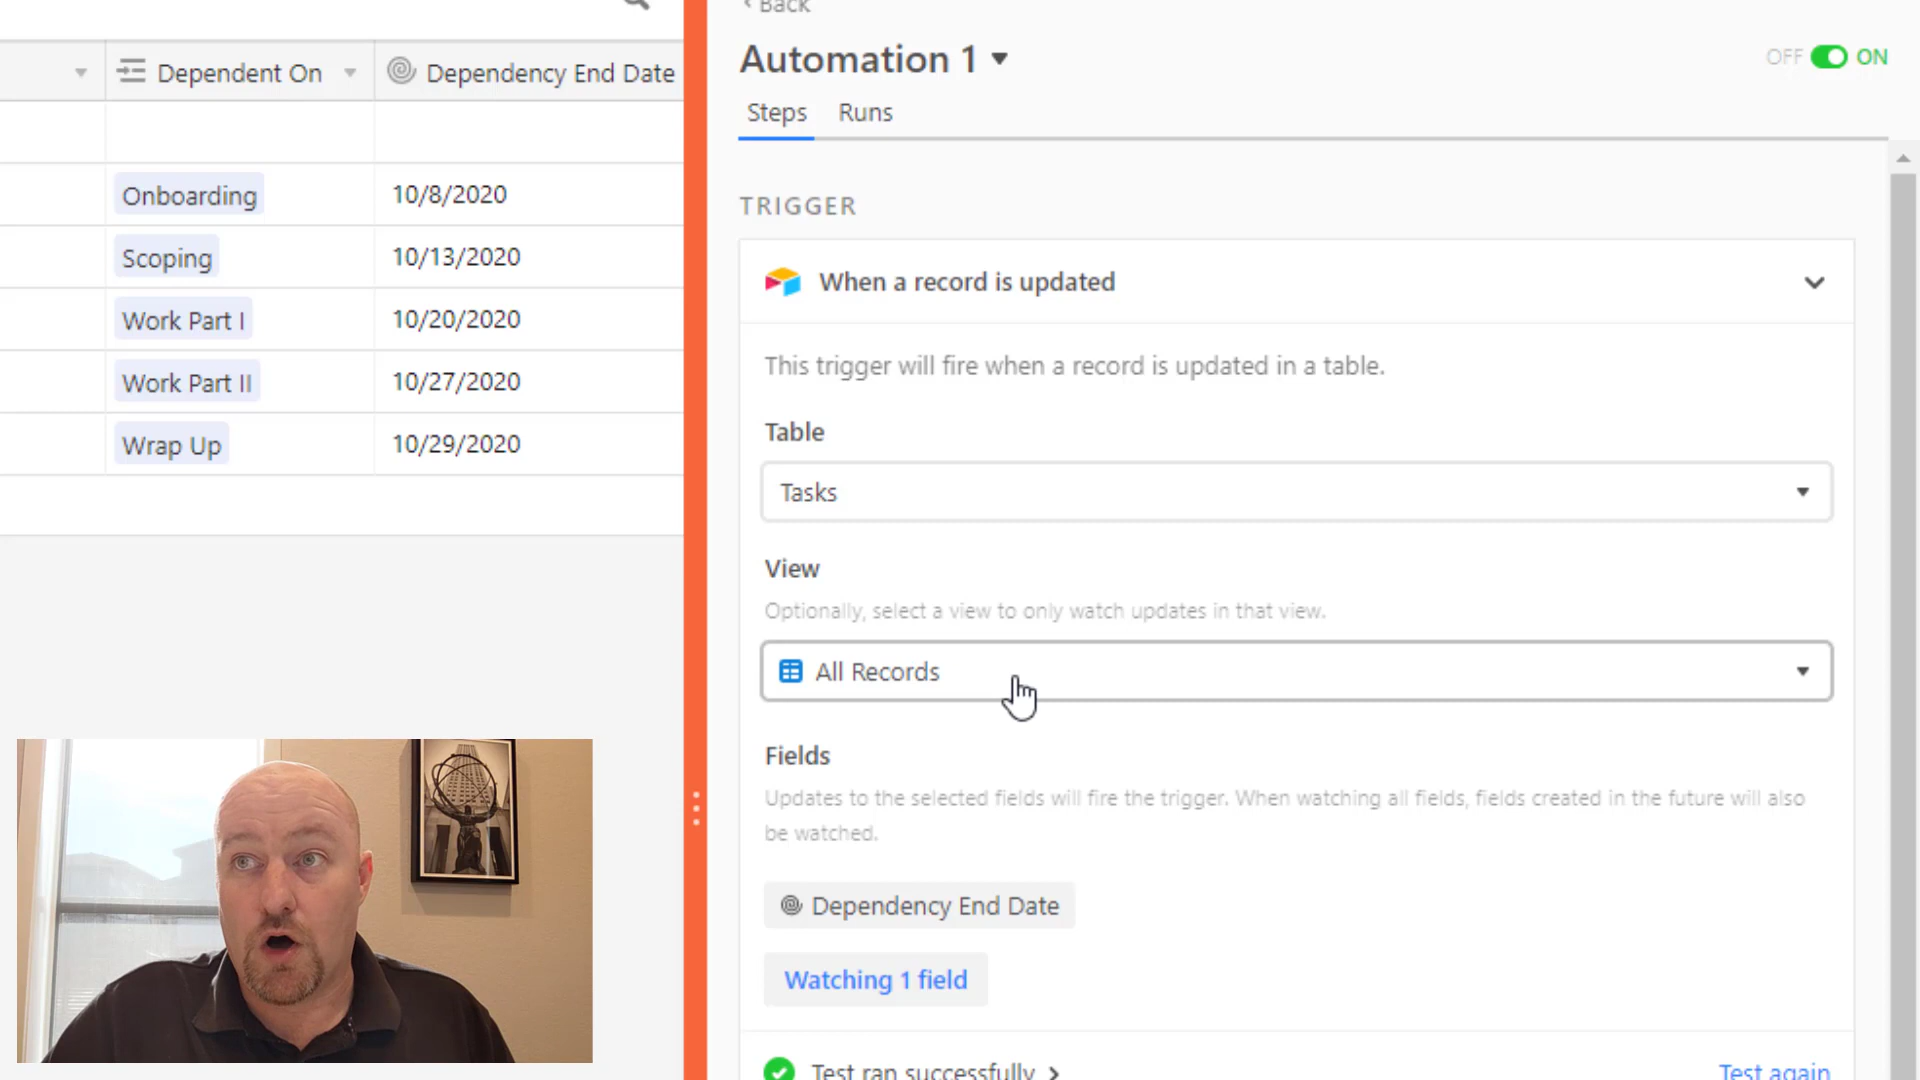 Dependent On
Dependency End Date
Onboarding
10/8/2020
Scoping
10/13/2020
Work Part I
10/20/2020
Work Part II
10/27/2020
Wrap Up
10/29/2020
Back
Automation 1
OFF
ON
Steps
Runs
TRIGGER
When a record is updated
This trigger will fire when a record is updated in a table.
Table
Tasks
View
Optionally, select a view to only watch updates in that view.
All Records
Fields
Updates to the selected fields will fire the trigger. When watching all fields, fields created in the future will also
be watched.
Dependency End Date
Watching 1 field
Test ran successfully
Test again